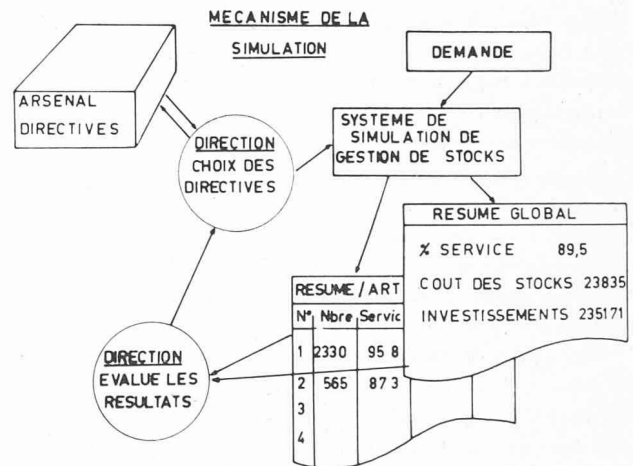 MECANISME DE LA
SIMULATION
DEMANDE
ARSENAL
DIRECTIVES
DIRECTION
CHOIX DES
DIRECTIVES
SYSTEME DE
SIMULATION DE
GESTION DE STOCKS
RESUME GLOBAL
% SERVICE 89,5
COUT DES STOCKS 23835
INVESTISSEMENTS 235171
RESUME / ART
N° Nbre Servic
1 2330 95 8
2 565 87 3
3
4
DIRECTION
EVALUE LES
RESULTATS